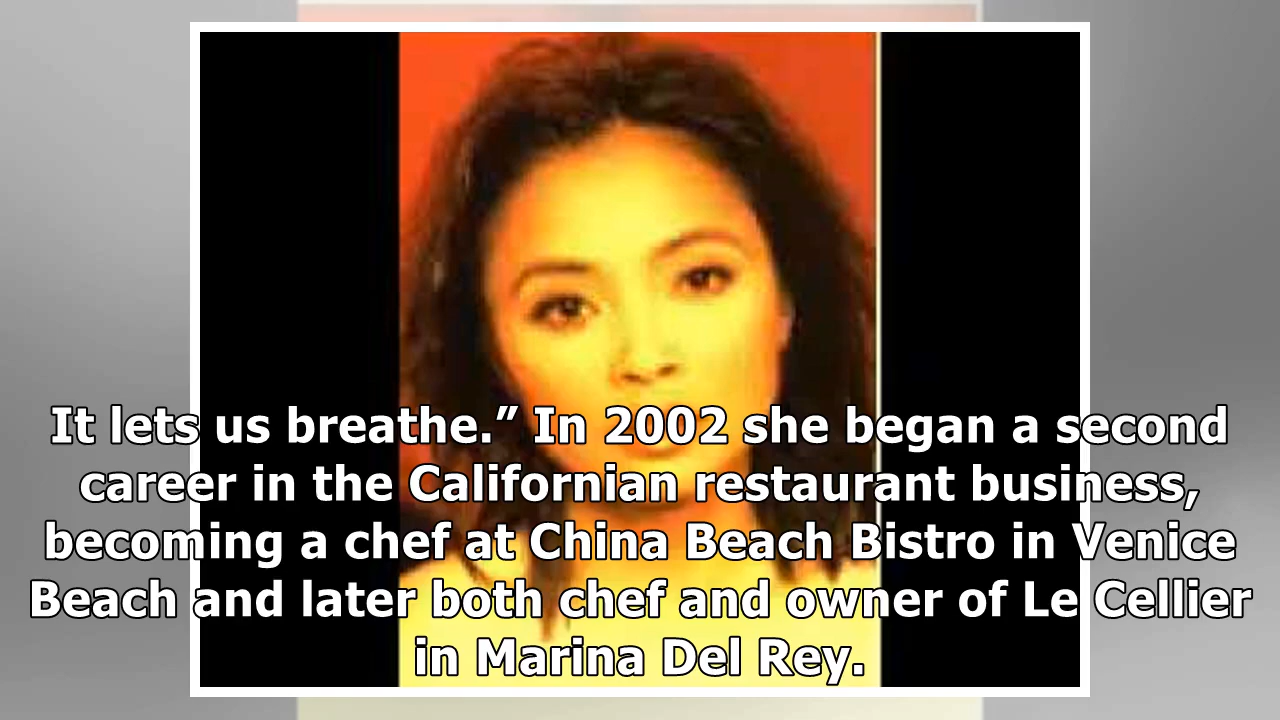 It lets us breathe.” In 2002 she began a second
career in the Californian restaurant business,
becoming a chef at China Beach Bistro in Venice
Beach and later both chef and owner of Le Cellier
in Marina Del Rey.